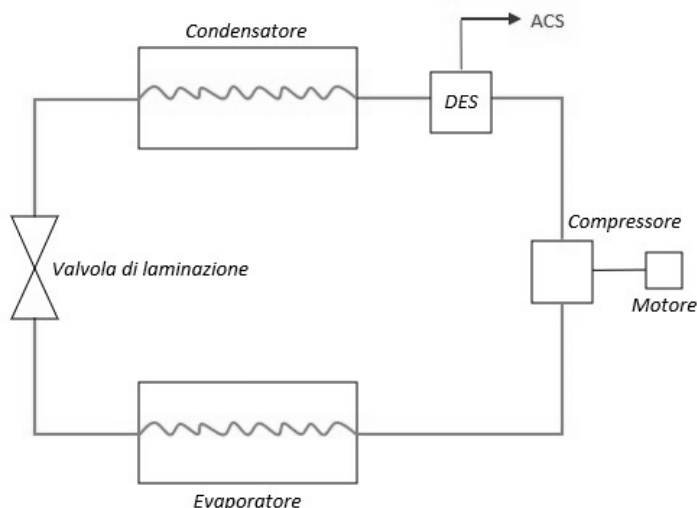 Condensatore
ACS
DES
Compressore
Valvola di laminazione
Motore
Evaporatore